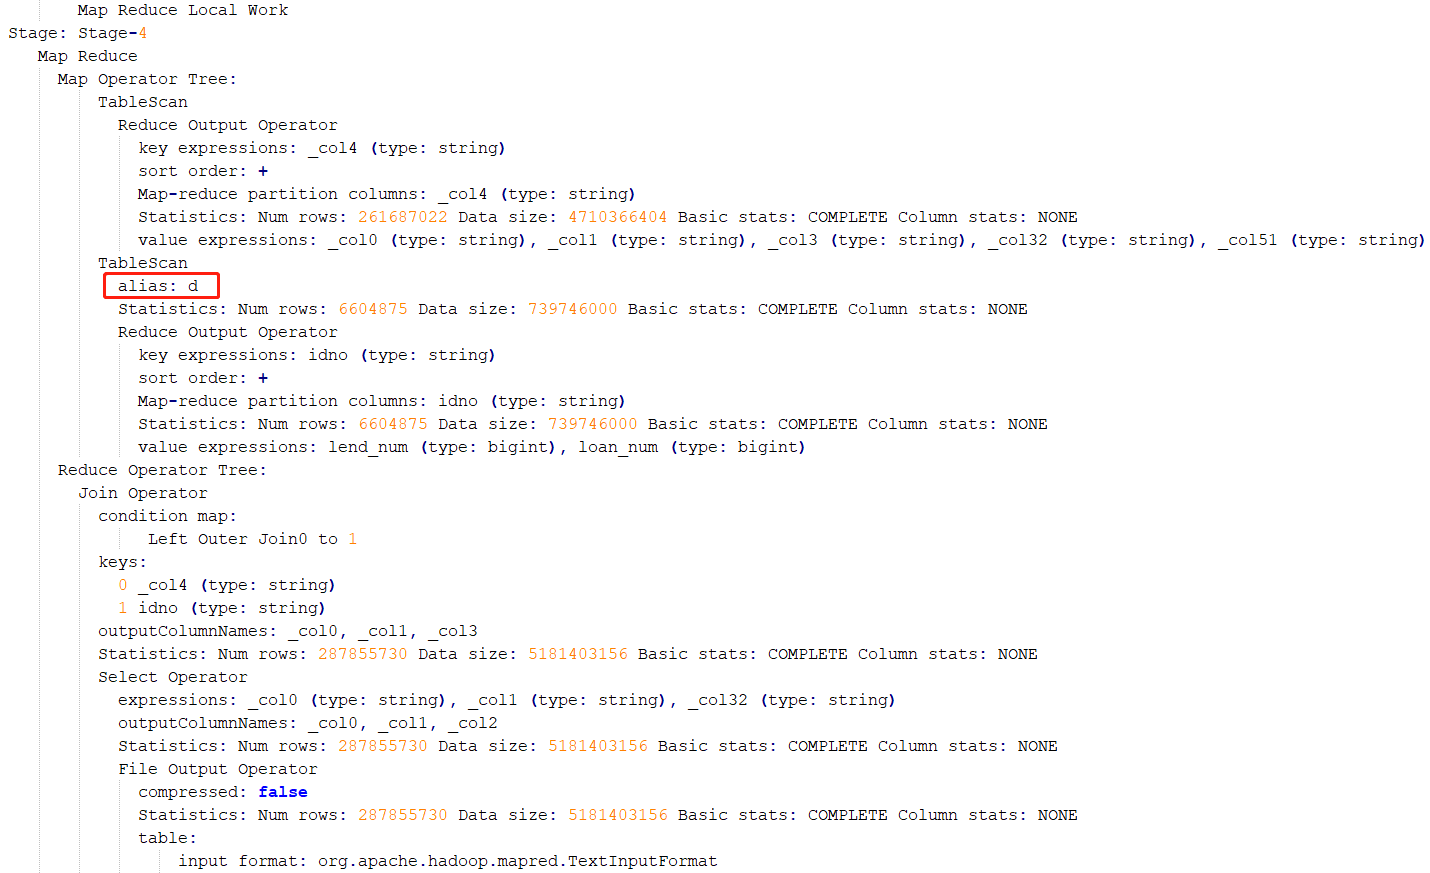 Map Reduce Local Work
Stage: Stage-4
Map Reduce
Map Operator Tree:
TableScan
Reduce Output Operator
key expressions: _col4 (type: string)
sort order: +
Map-reduce partition columns: _col4 (type: string)
Statistics: Num rows: 261687022 Data size: 4710366404 Basic stats: COMPLETE Column stats: NONE
value expressions: _col0 (type: string), _col1 (type: string), _col3 (type: string), _col32 (type: string), _col51 (type: string)
TableScan
alias: d
Statistics: Num rows: 6604875 Data size: 739746000 Basic stats: COMPLETE Column stats: NONE
Reduce Output Operator
key expressions: idno (type: string)
sort order: +
Map-reduce partition columns: idno (type: string)
Statistics: Num rows: 6604875 Data size: 739746000 Basic stats: COMPLETE Column stats: NONE
value expressions: lend_num (type: bigint), loan_num (type: bigint)
Reduce Operator Tree:
Join Operator
condition map:
Left Outer Join0 to 1
keys:
0 _col4 (type: string)
1 idno (type: string)
outputColumnNames: _col0, _col1, _col3
Statistics: Num rows: 287855730 Data size: 5181403156 Basic stats: COMPLETE Column stats: NONE
Select Operator
expressions: _col0 (type: string), _col1 (type: string), _col32 (type: string)
outputColumnNames: _col0, _col1, _col2
Statistics: Num rows: 287855730 Data size: 5181403156 Basic stats: COMPLETE Column stats: NONE
File Output Operator
compressed: false
Statistics: Num rows: 287855730 Data size: 5181403156 Basic stats: COMPLETE Column stats: NONE
table:
input format: org.apache.hadoop.mapred.TextInputFormat